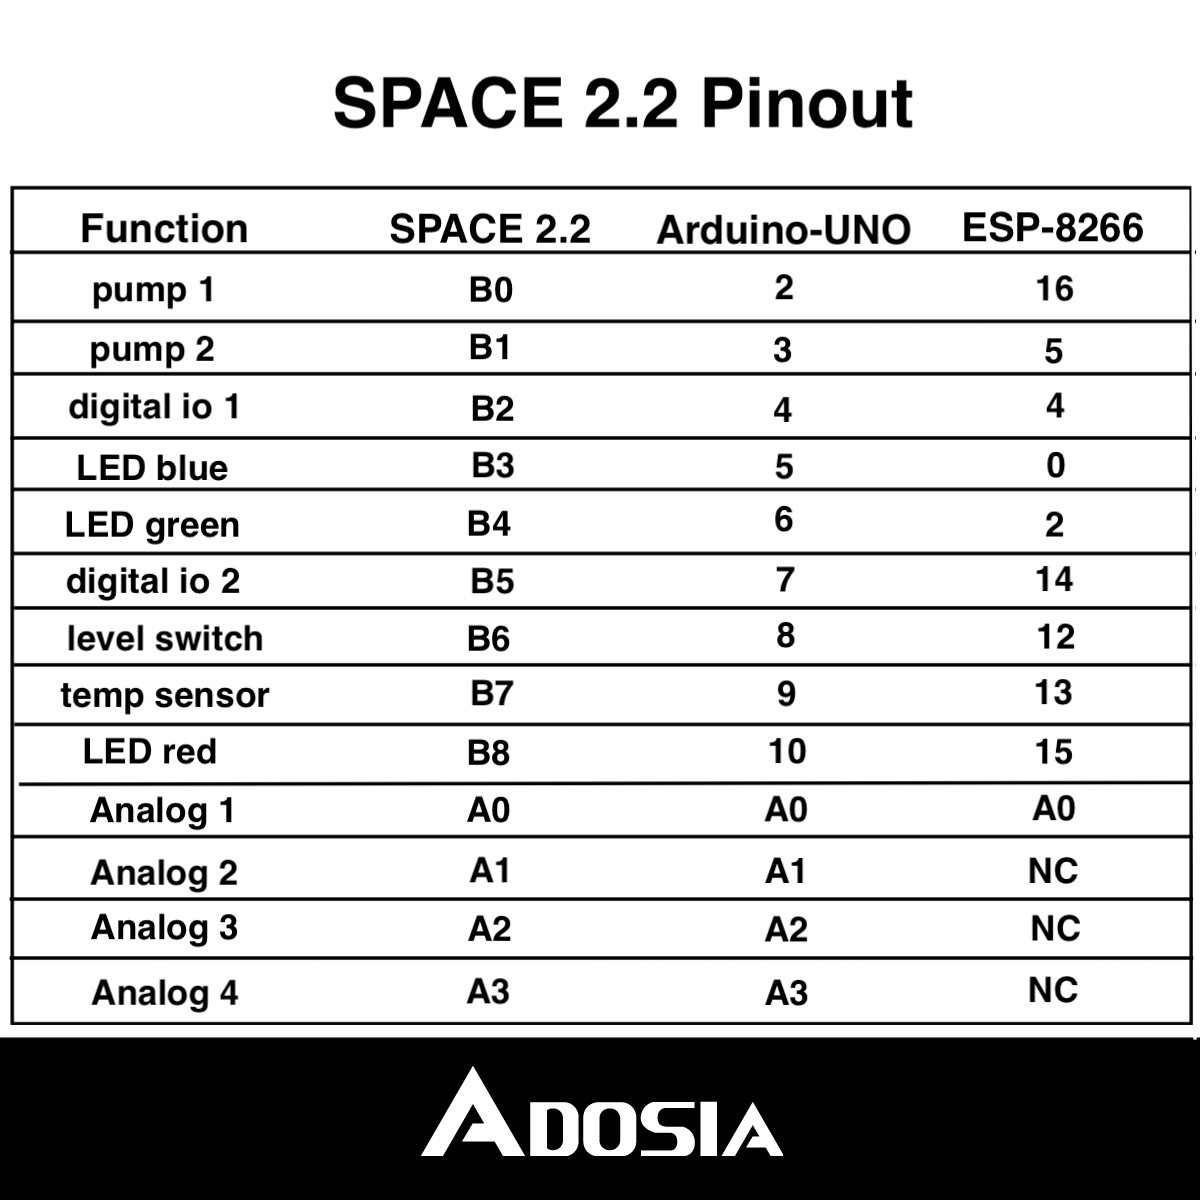 SPACE 2.2 Pinout
Function SPACE 2.2 Arduino-UNO ESP-8266
pump 1 B0 2 16
pump 2 B1 3 5
digital io 1 B2 4 4
LED blue B3 5 0
LED green B4 6 2
digital io 2 B5 7 14
level switch B6 8 12
temp sensor B7 9 13
LED red B8 10 15
Analog 1 A0 A0 A0
Analog 2 A1 A1 NC
Analog 3 A2 A2 NC
Analog 4 A3 A3 NC
ADOSIA